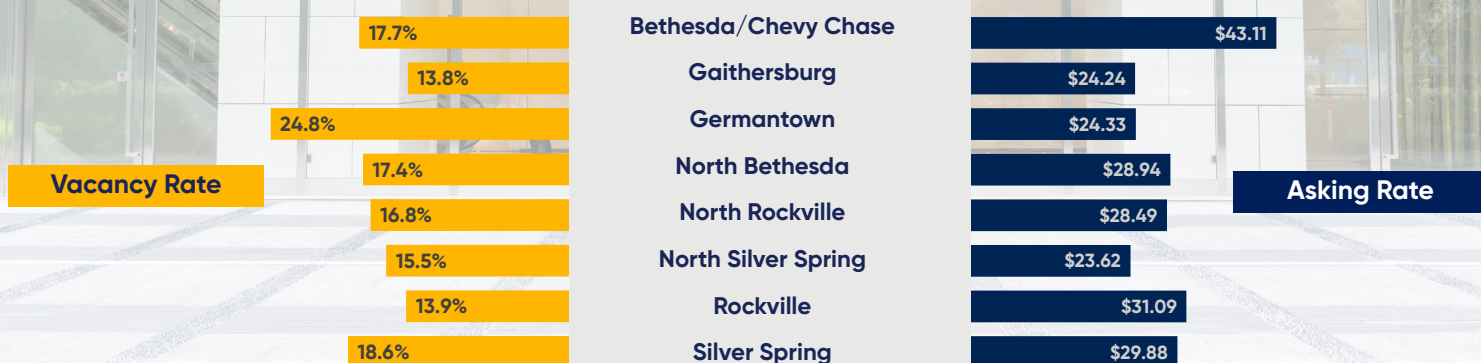 17.7% Bethesda/Chevy Chase $43.11
13.8% Gaithersburg $24.24
24.8% Germantown $24.33
17.4% North Bethesda $28.94
Vacancy Rate
Asking Rate
16.8% North Rockville $28.49
15.5% North Silver Spring $23.62
13.9% Rockville $31.09
18.6% Silver Spring $29.88